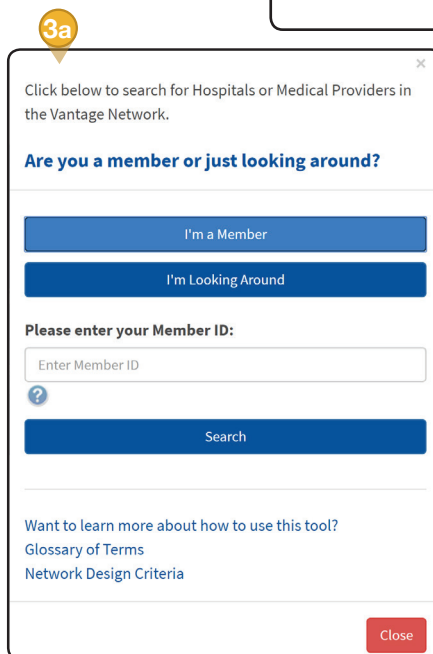 3a
×
Click below to search for Hospitals or Medical Providers in
the Vantage Network.
Are you a member or just looking around?
I'm a Member
I'm Looking Around
Please enter your Member ID:
Enter Member ID
?
Search
Want to learn more about how to use this tool?
Glossary of Terms
Network Design Criteria
Close